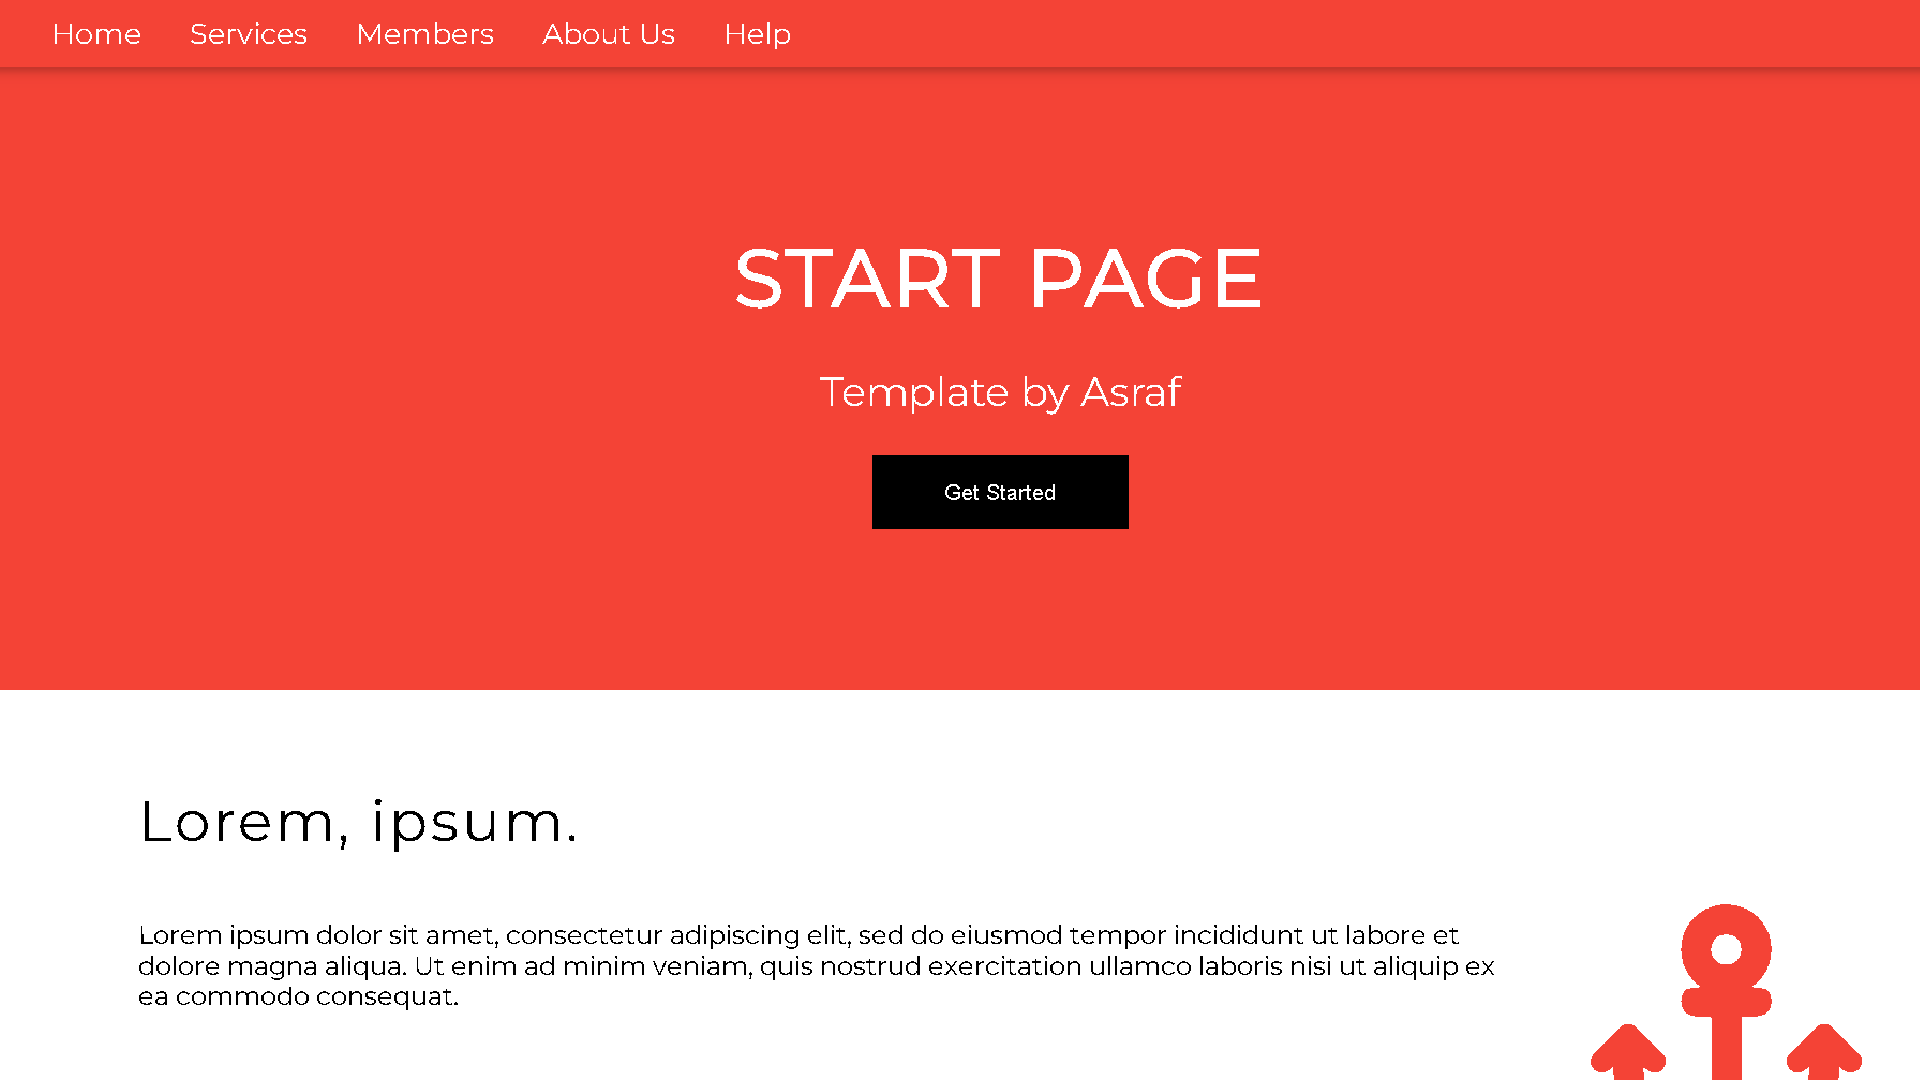 Home Services Members About Us Help
START PAGE
Template by Asraf
Get Started
Lorem, ipsum.
Lorem ipsum dolor sit amet, consectetur adipiscing elit, sed do eiusmod tempor incididunt ut labore et
dolore magna aliqua. Ut enim ad minim veniam, quis nostrud exercitation ullamco laboris nisi ut aliquip ex
ea commodo consequat.